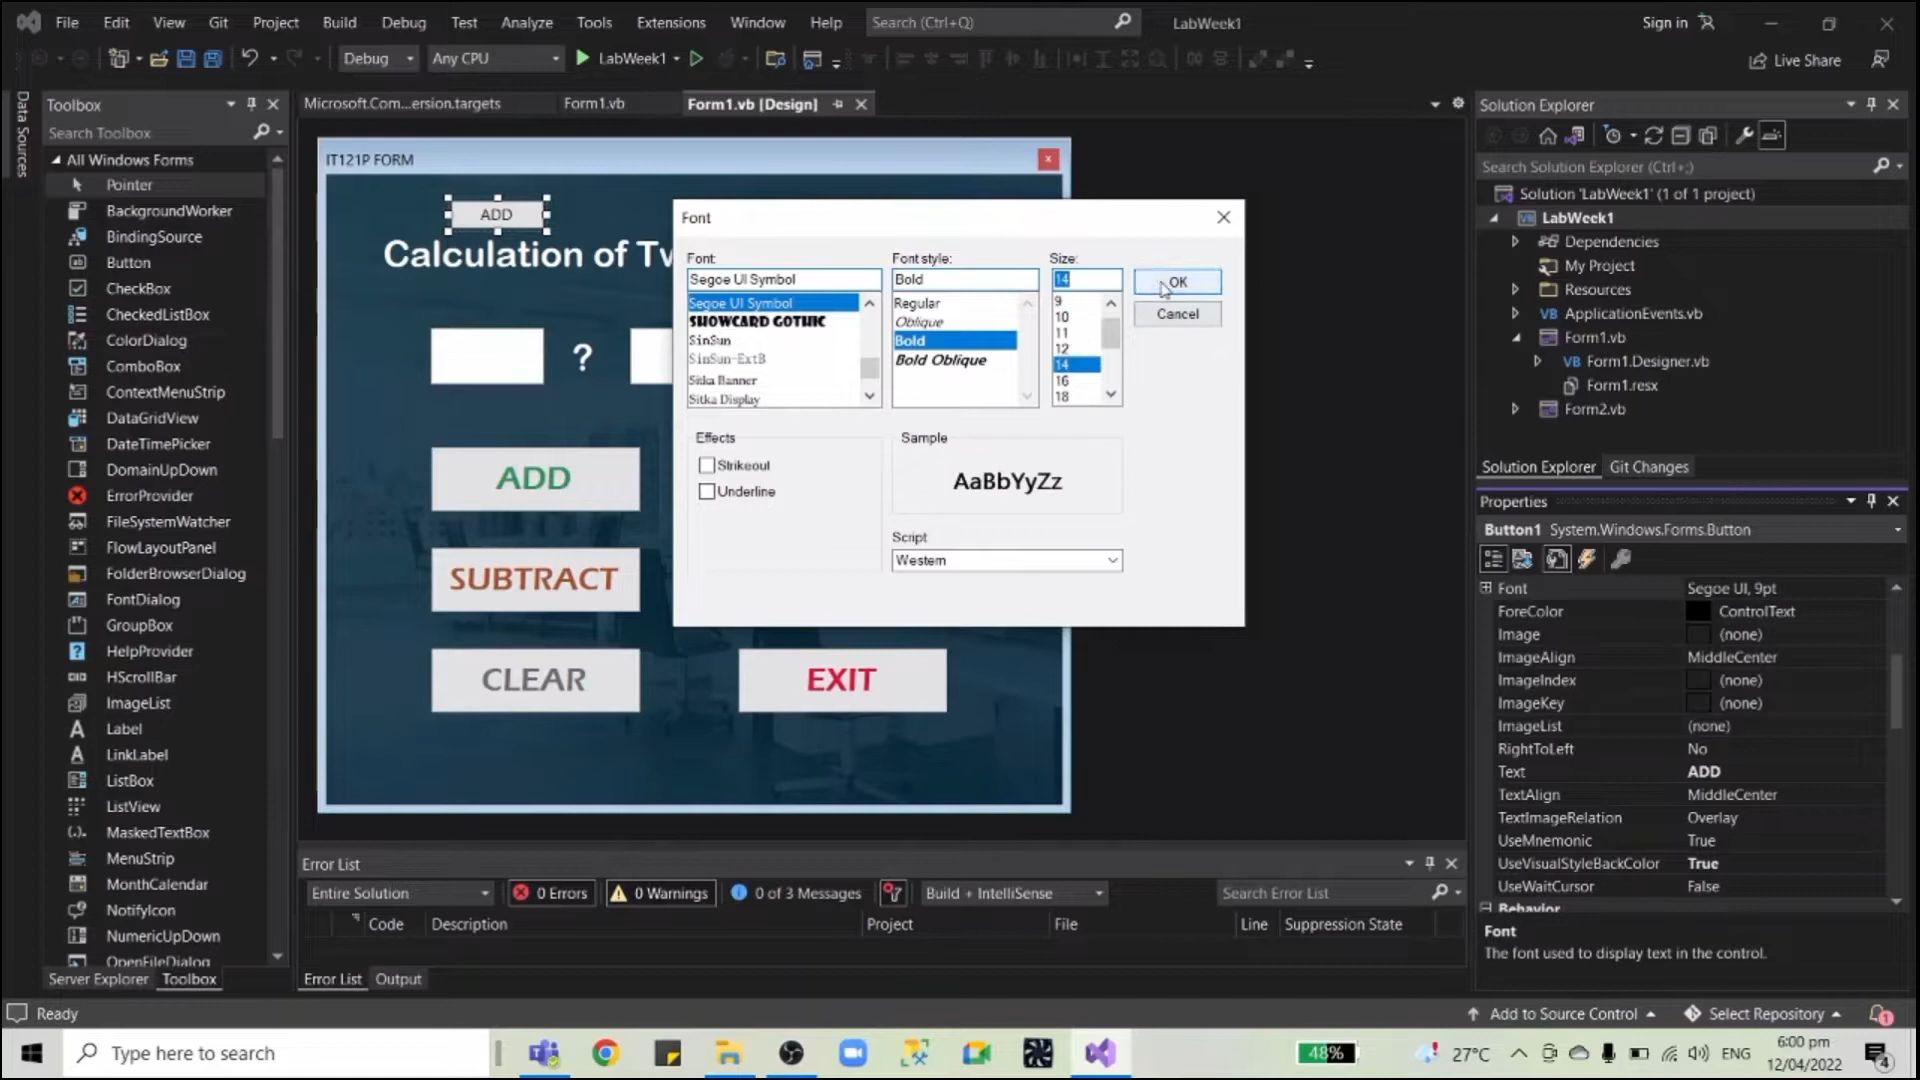 File Edit View Git Project Build Debug Test Analyze Tools Extensions Window Help Search (Ctrl+Q) LabWeek1 Sign in
Debug Any CPU LabWeek1 Live Share
Data Sources
Toolbox
Search Toolbox
All Windows Forms
Pointer
BackgroundWorker
BindingSource
Button
CheckBox
CheckedListBox
ColorDialog
ComboBox
ContextMenuStrip
DataGridView
DateTimePicker
DomainUpDown
ErrorProvider
FileSystemWatcher
FlowLayoutPanel
FolderBrowserDialog
FontDialog
GroupBox
HelpProvider
HScrollBar
ImageList
Label
LinkLabel
ListBox
ListView
MaskedTextBox
MenuStrip
MonthCalendar
NotifyIcon
NumericUpDown
OpenFileDialog
Server Explorer Toolbox
Microsoft.Com...ersion.targets Form1.vb Form1.vb [Design]
IT121P FORM
ADD
Calculation of Tw
?
ADD
SUBTRACT
CLEAR EXIT
Font
Font: Font style: Size:
Segoe UI Symbol Bold 14 OK
Segoe UI Symbol
SHOWCARD GOTHIC
SimSun
SimSun-ExtB
Sitka Banner
Sitka Display
Regular
Oblique
Bold
Bold Oblique
9
10
11
12
14
16
18
Cancel
Effects
Strikeout
Underline
Sample
AaBbYyZz
Script
Western
Error List
Entire Solution 0 Errors 0 Warnings 0 of 3 Messages Build + IntelliSense Search Error List
Code Description Project File Line Suppression State
Error List Output
Solution Explorer
Search Solution Explorer (Ctrl+;)
Solution 'LabWeek1' (1 of 1 project)
LabWeek1
Dependencies
My Project
Resources
ApplicationEvents.vb
Form1.vb
Form1.Designer.vb
Form1.resx
Form2.vb
Solution Explorer Git Changes
Properties
Button1 System.Windows.Forms.Button
Font Segoe UI, 9pt
ForeColor ControlText
Image (none)
ImageAlign MiddleCenter
ImageIndex (none)
ImageKey (none)
ImageList (none)
RightToLeft No
Text ADD
TextAlign MiddleCenter
TextImageRelation Overlay
UseMnemonic True
UseVisualStyleBackColor True
UseWaitCursor False
Behavior
Font
The font used to display text in the control.
Ready Add to Source Control Select Repository 1
Type here to search 48% 27°C ENG 6:00 pm
12/04/2022 4